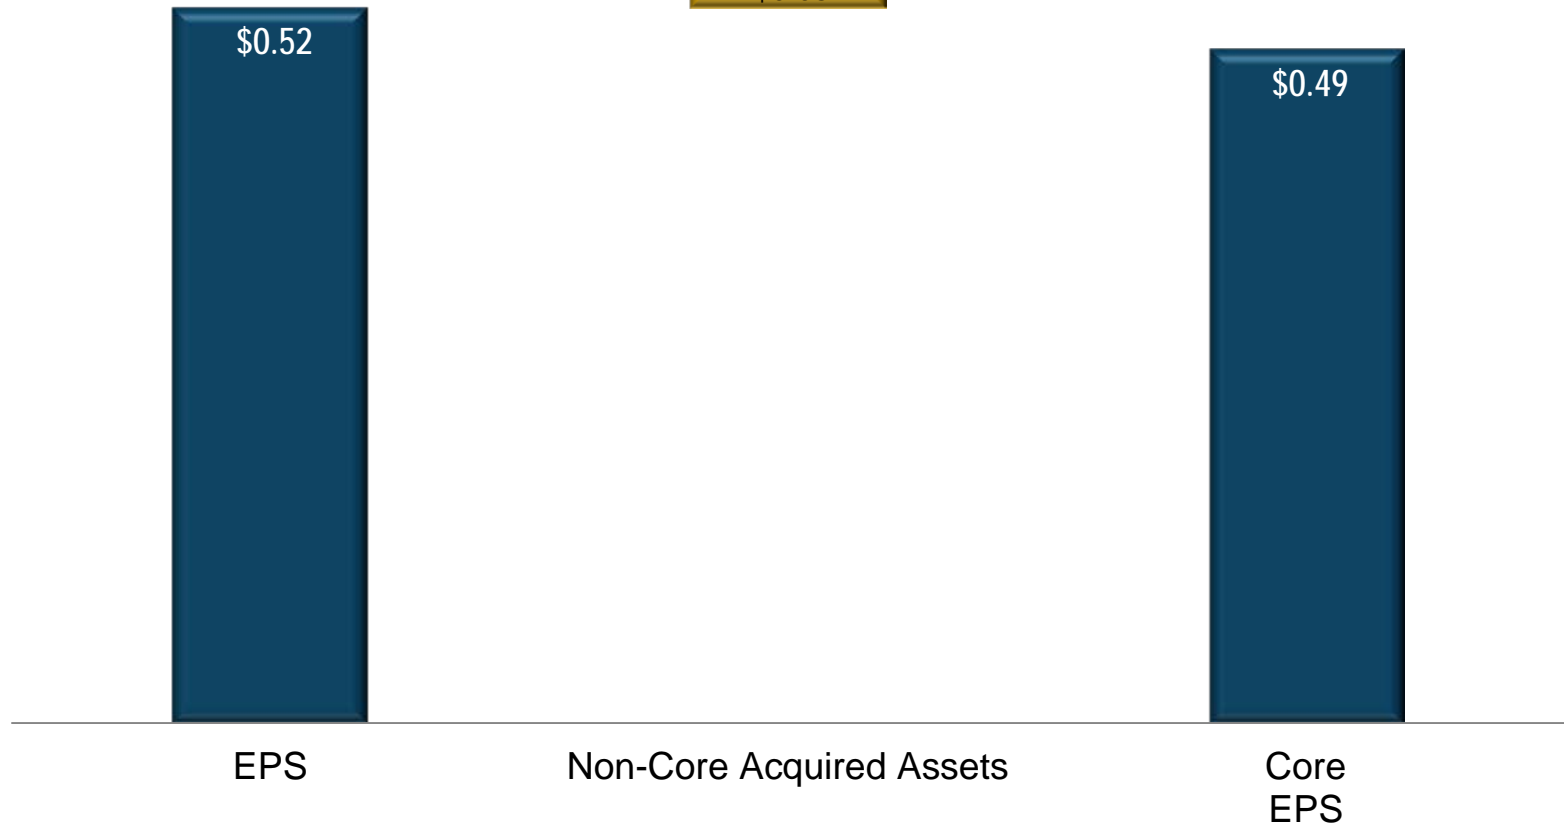 $0.52
$0.49
EPS
Non-Core Acquired Assets
Core
EPS